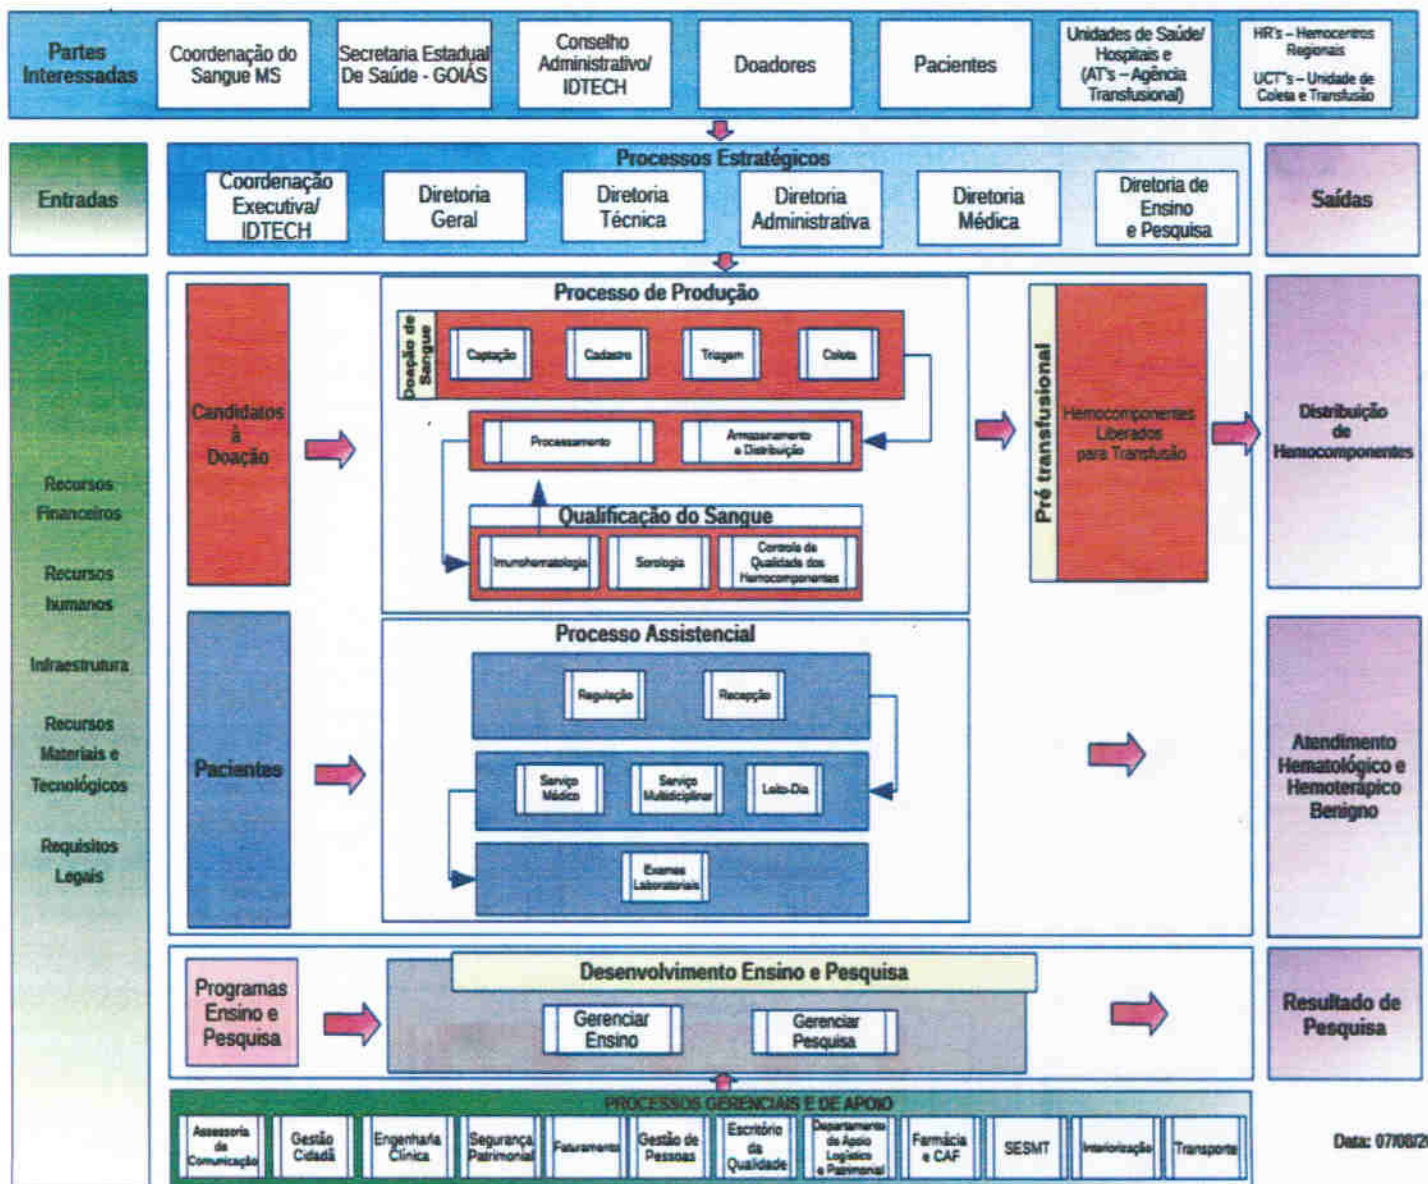 Partes
Interessadas
Coordenação do
Sangue MS
Secretaria Estadual
De Saúde - GOIÁS
Conselho
Administrativo/
IDTECH
Doadores
Pacientes
Unidades de Saúde/
Hospitais e
(AT's – Agência
Transfusional)
HR's – Hemocentros
Regionais
UCT"s – Unidade de
Coleta e Transfusão
Entradas
Processos Estratégicos
Coordenação
Executiva/
IDTECH
Diretoria
Geral
Diretoria
Técnica
Diretoria
Administrativa
Diretoria
Médica
Diretoria de
Ensino
e Pesquisa
Saídas
Recursos
Financeiros
Recursos
humanos
Infraestrutura
Recursos
Materiais e
Tecnológicos
Requisitos
Legais
Candidatos
à
Doação
Processo de Produção
Doação de
Sangue
Captação
Cadastro
Triagem
Coleta
Processamento
Armazenamento
e Distribuição
Qualificação do Sangue
Imunohematologia
Sorologia
Controle de
Qualidade dos
Hemocomponentes
Pré transfusional
Hemocomponentes
Liberados
para Transfusão
Distribuição
de
Hemocomponentes
Pacientes
Processo Assistencial
Regulação
Recepção
Serviço
Médico
Serviço
Multidiciplinar
Leito-Dia
Exames
Laboratoriais
Atendimento
Hematológico e
Hemoterápico
Benigno
Programas
Ensino e
Pesquisa
Desenvolvimento Ensino e Pesquisa
Gerenciar
Ensino
Gerenciar
Pesquisa
Resultado de
Pesquisa
PROCESSOS GERENCIAIS E DE APOIO
Assessoria
de
Comunicação
Gestão
Cidadã
Engenharia
Clínica
Segurança
Patrimonial
Faturamento
Gestão de
Pessoas
Escritório
da
Qualidade
Departamento
de Apoio
Logístico
e Patrimonial
Farmácia
e CAF
SESMT
Interiorização
Transporte
Data: 07/08/20